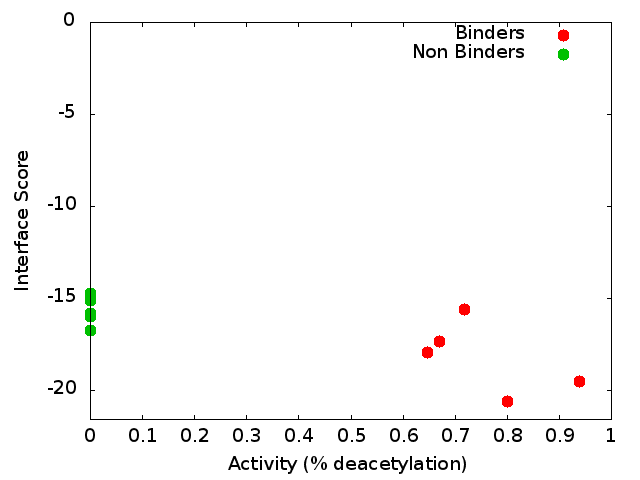 0
Binders
Non Binders
-5
-10
-15
-20
Interface Score
0 0.1 0.2 0.3 0.4 0.5 0.6 0.7 0.8 0.9 1
Activity (% deacetylation)